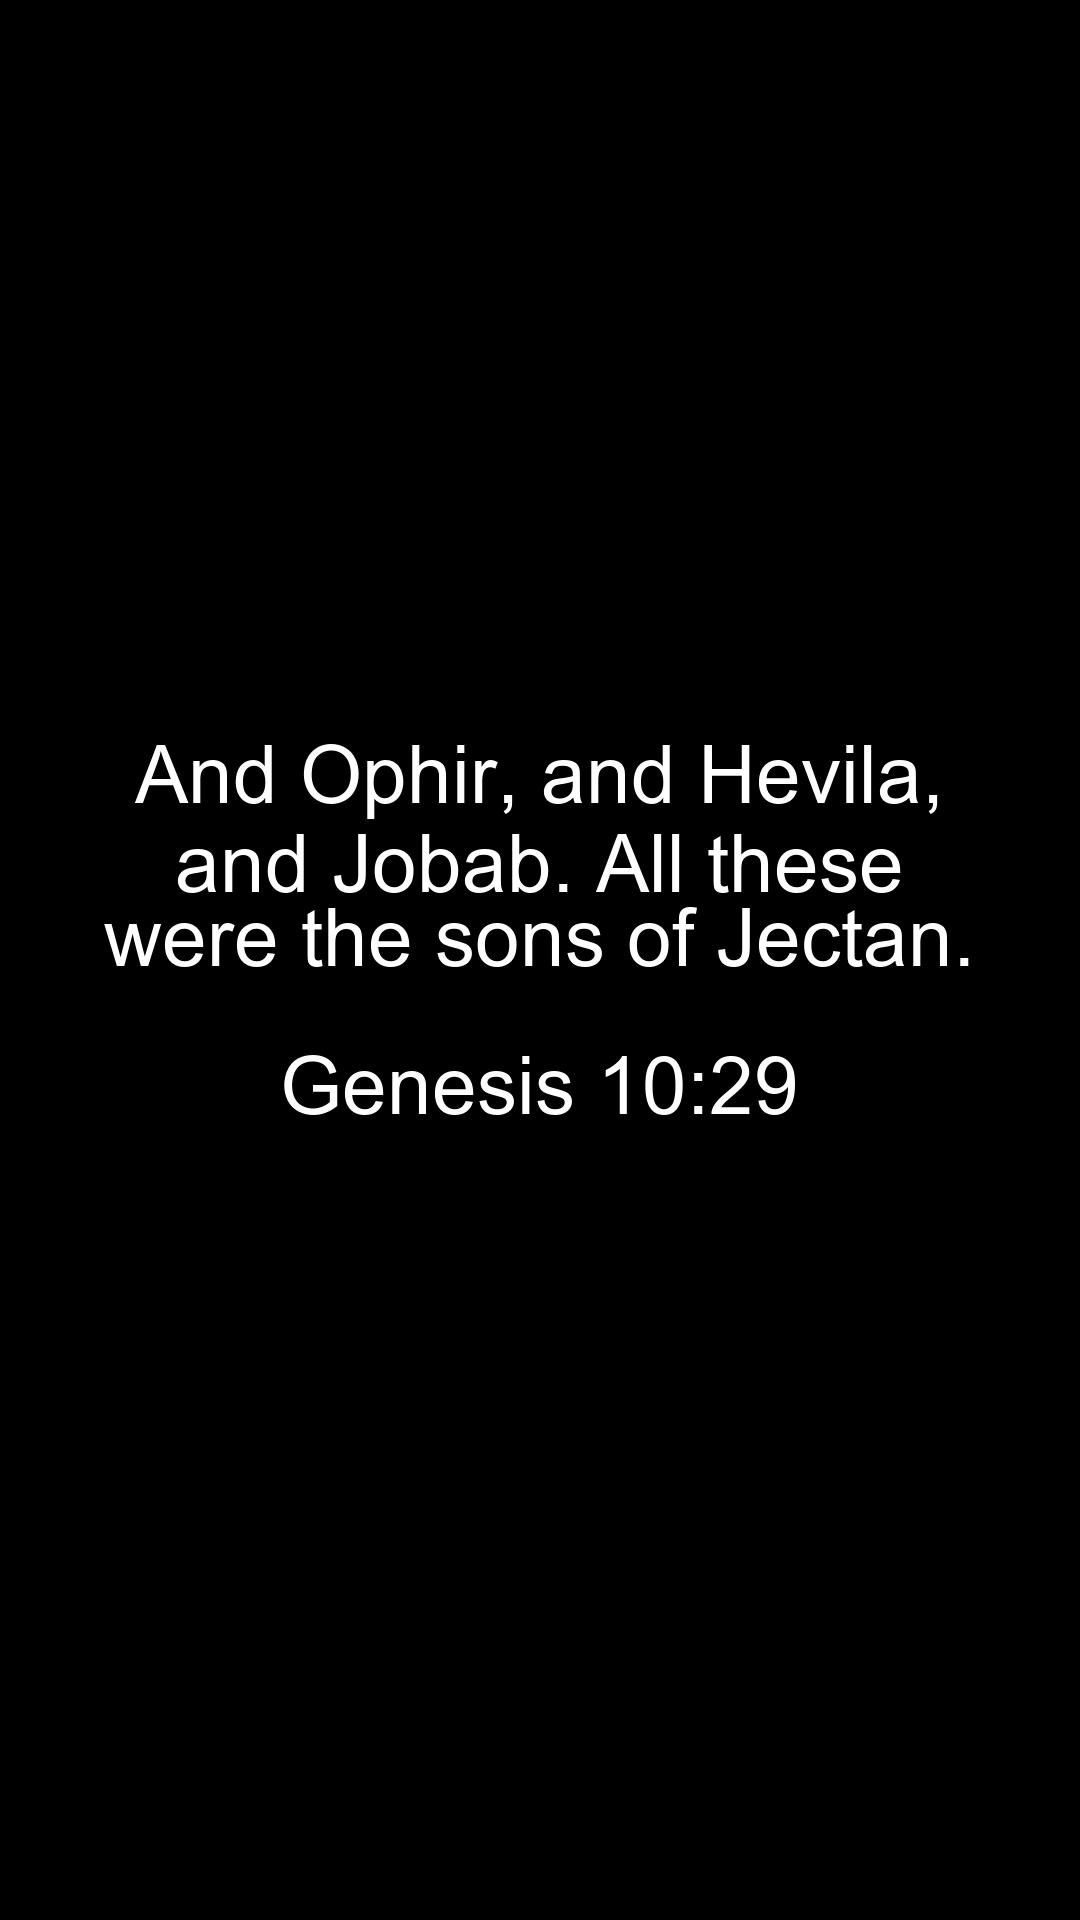 And Ophir, and Hevila,
and Jobab. All these
were the sons of Jectan.
Genesis 10:29